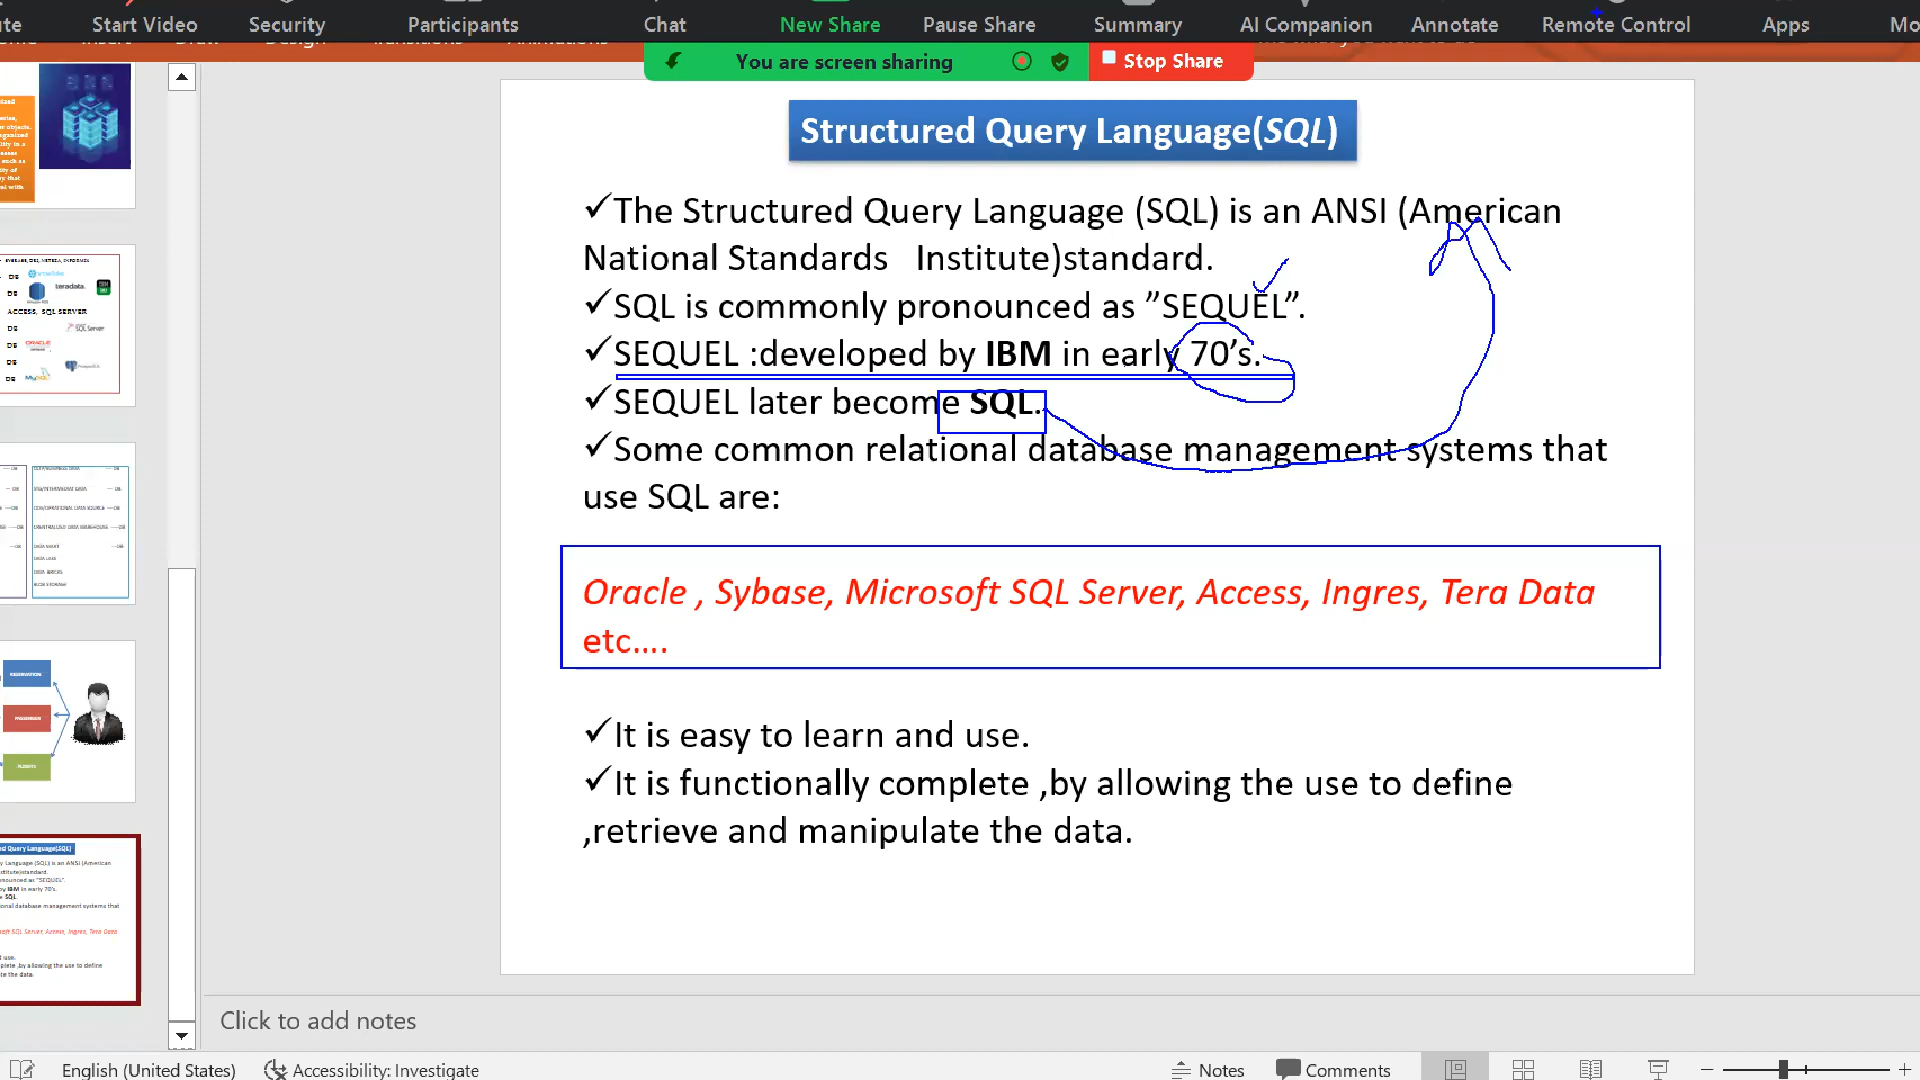 Start Video
Security
Participants
Chat
New Share
Pause Share
Summary
AI Companion
Annotate
Remote Control
Apps
You are screen sharing
Stop Share
Structured Query Language(SQL)
✓The Structured Query Language (SQL) is an ANSI (American
National Standards Institute)standard.
✓SQL is commonly pronounced as ”SEQUEL”.
✓SEQUEL :developed by IBM in early 70’s.
✓SEQUEL later become SQL.
✓Some common relational database management systems that
use SQL are:
Oracle , Sybase, Microsoft SQL Server, Access, Ingres, Tera Data
etc….
✓It is easy to learn and use.
✓It is functionally complete ,by allowing the use to define
,retrieve and manipulate the data.
Click to add notes
English (United States)
Accessibility: Investigate
Notes
Comments